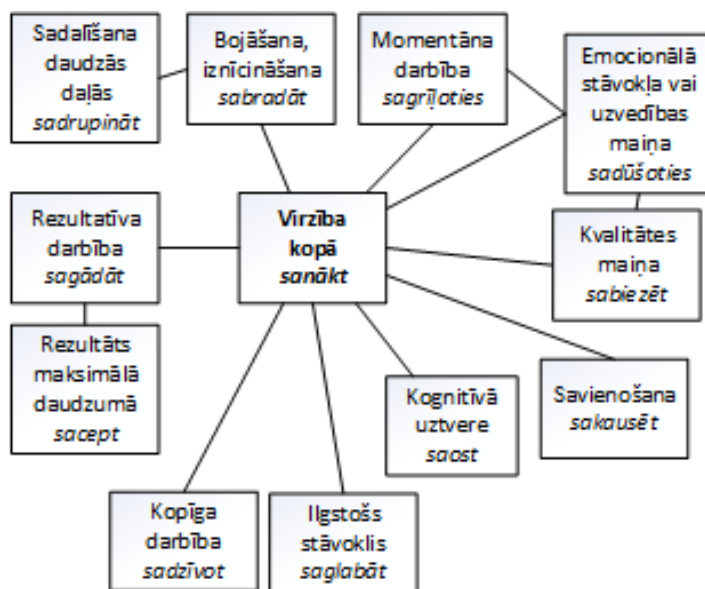 Sadalīšana
daudzās
daļās
sadrupināt
Bojāšana,
iznīcināšana
sabradāt
Momentāna
darbība
sagrīļoties
Emocionālā
stāvokļa vai
uzvedības
maiņa
sadūšoties
Rezultatīva
darbība
sagādāt
Virzība
kopā
sanākt
Kvalitātes
maiņa
sabiezēt
Rezultāts
maksimālā
daudzumā
sacept
Kognitīvā
uztvere
saost
Savienošana
sakausēt
Kopīga
darbība
sadzīvot
Ilgstošs
stāvoklis
saglabāt